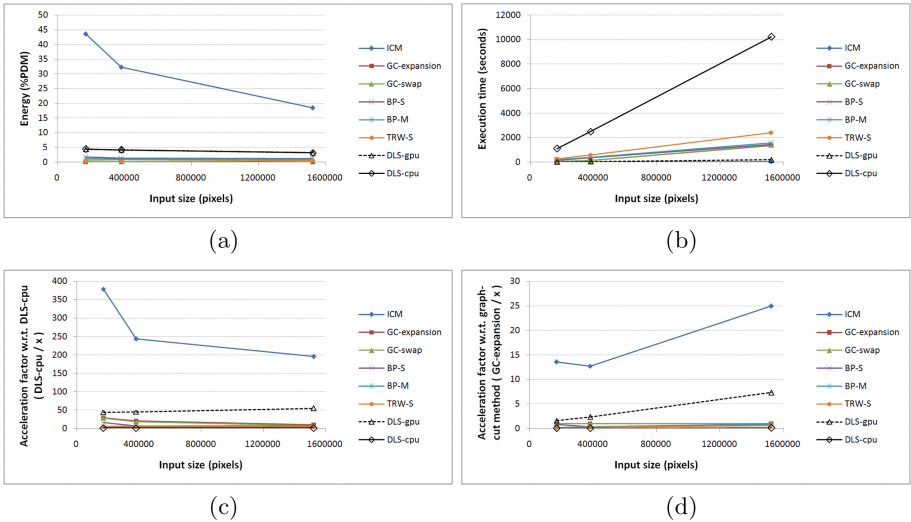 50
45
40
35
30
25
20
15
10
5
0
Energy (%PDM)
0
400000
800000
1200000
1600000
Input size (pixels)
ICM
GC-expansion
GC-swap
BP-S
BP-M
TRW-S
DLS-gpu
DLS-cpu
(a)
12000
10000
8000
6000
4000
2000
0
Execution time (seconds)
0
400000
800000
1200000
1600000
Input size (pixels)
ICM
GC-expansion
GC-swap
BP-S
BP-M
TRW-S
DLS-gpu
DLS-cpu
(b)
400
350
300
250
200
150
100
50
0
Acceleration factor w.r.t. DLS-cpu
( DLS-cpu / x )
0
400000
800000
1200000
1600000
Input size (pixels)
ICM
GC-expansion
GC-swap
BP-S
BP-M
TRW-S
DLS-gpu
DLS-cpu
(c)
30
25
20
15
10
5
0
Acceleration factor w.r.t. graph-
cut method ( GC-expansion / x )
0
400000
800000
1200000
1600000
Input size (pixels)
ICM
GC-expansion
GC-swap
BP-S
BP-M
TRW-S
DLS-gpu
DLS-cpu
(d)